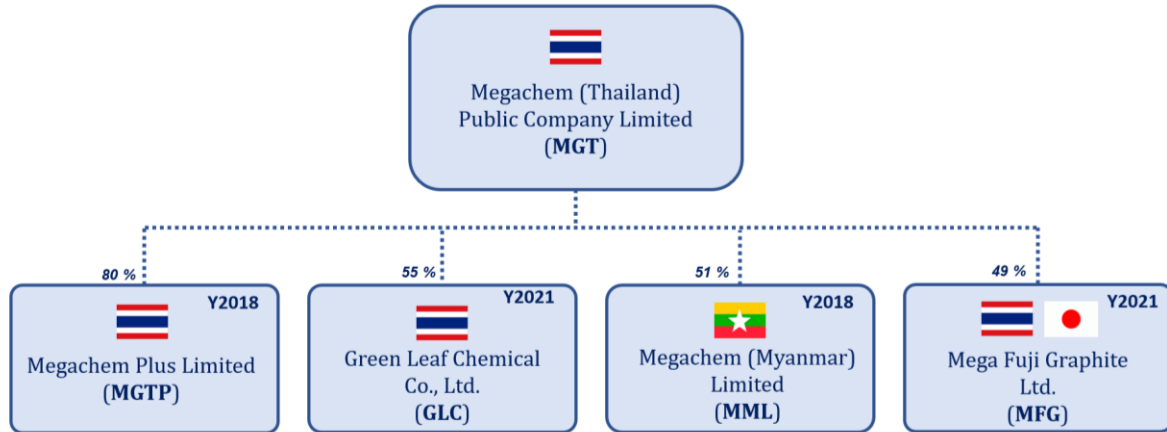 Megachem (Thailand)
Public Company Limited
(MGT)
80 %
55 %
51 %
49 %
Y2018
Megachem Plus Limited
(MGTP)
Y2021
Green Leaf Chemical
Co., Ltd.
(GLC)
Y2018
Megachem (Myanmar)
Limited
(MML)
Y2021
Mega Fuji Graphite
Ltd.
(MFG)